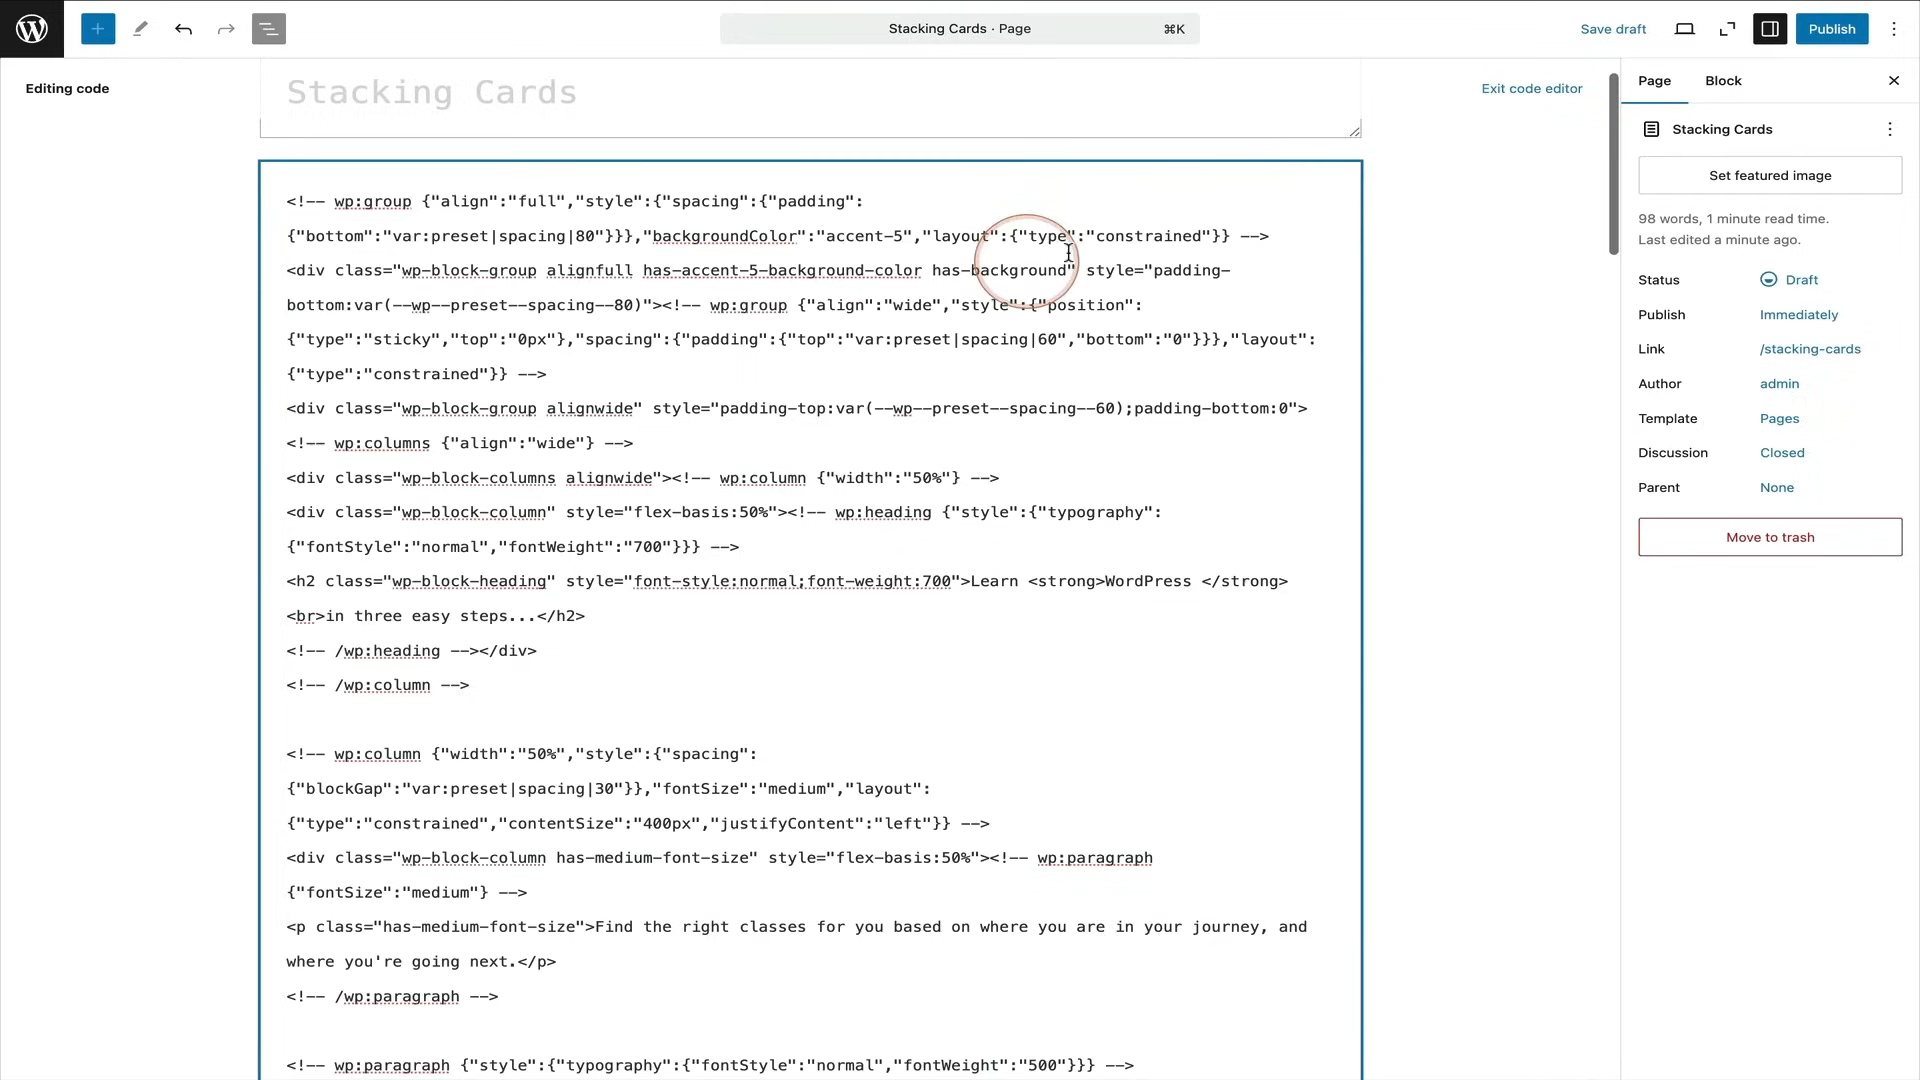 Stacking Cards · Page ⌘K
Save draft
Publish
Editing code
Stacking Cards
Exit code editor
<!-- wp:group {"align":"full","style":{"spacing":{"padding":
{"bottom":"var:preset|spacing|80"}}},"backgroundColor":"accent-5","layout":{"type":"constrained"}} -->
<div class="wp-block-group alignfull has-accent-5-background-color has-background" style="padding-
bottom:var(--wp--preset--spacing--80)"><!-- wp:group {"align":"wide","style":{"position":
{"type":"sticky","top":"0px"},"spacing":{"padding":{"top":"var:preset|spacing|60","bottom":"0"}}},"layout":
{"type":"constrained"}} -->
<div class="wp-block-group alignwide" style="padding-top:var(--wp--preset--spacing--60);padding-bottom:0">
<!-- wp:columns {"align":"wide"} -->
<div class="wp-block-columns alignwide"><!-- wp:column {"width":"50%"} -->
<div class="wp-block-column" style="flex-basis:50%"><!-- wp:heading {"style":{"typography":
{"fontStyle":"normal","fontWeight":"700"}}} -->
<h2 class="wp-block-heading" style="font-style:normal;font-weight:700">Learn <strong>WordPress </strong>
<br>in three easy steps...</h2>
<!-- /wp:heading --></div>
<!-- /wp:column -->
<!-- wp:column {"width":"50%","style":{"spacing":
{"blockGap":"var:preset|spacing|30"}},"fontSize":"medium","layout":
{"type":"constrained","contentSize":"400px","justifyContent":"left"}} -->
<div class="wp-block-column has-medium-font-size" style="flex-basis:50%"><!-- wp:paragraph
{"fontSize":"medium"} -->
<p class="has-medium-font-size">Find the right classes for you based on where you are in your journey, and
where you're going next.</p>
<!-- /wp:paragraph -->
<!-- wp:paragraph {"style":{"typography":{"fontStyle":"normal","fontWeight":"500"}}} -->
Page Block
Stacking Cards
Set featured image
98 words, 1 minute read time.
Last edited a minute ago.
Status Draft
Publish Immediately
Link /stacking-cards
Author admin
Template Pages
Discussion Closed
Parent None
Move to trash